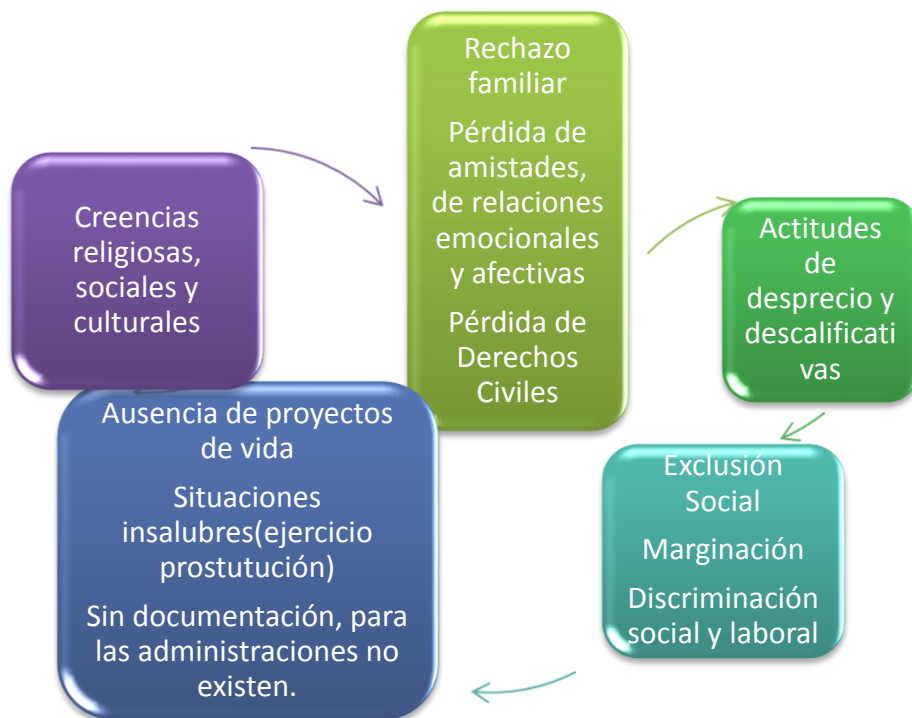 Creencias
religiosas,
sociales y
culturales
Rechazo
familiar
Pérdida de
amistades,
de relaciones
emocionales
y afectivas
Pérdida de
Derechos
Civiles
Actitudes
de
desprecio y
descalificati
vas
Exclusión
Social
Marginación
Discriminación
social y laboral
Ausencia de proyectos
de vida
Situaciones
insalubres(ejercicio
prostutución)
Sin documentación, para
las administraciones no
existen.